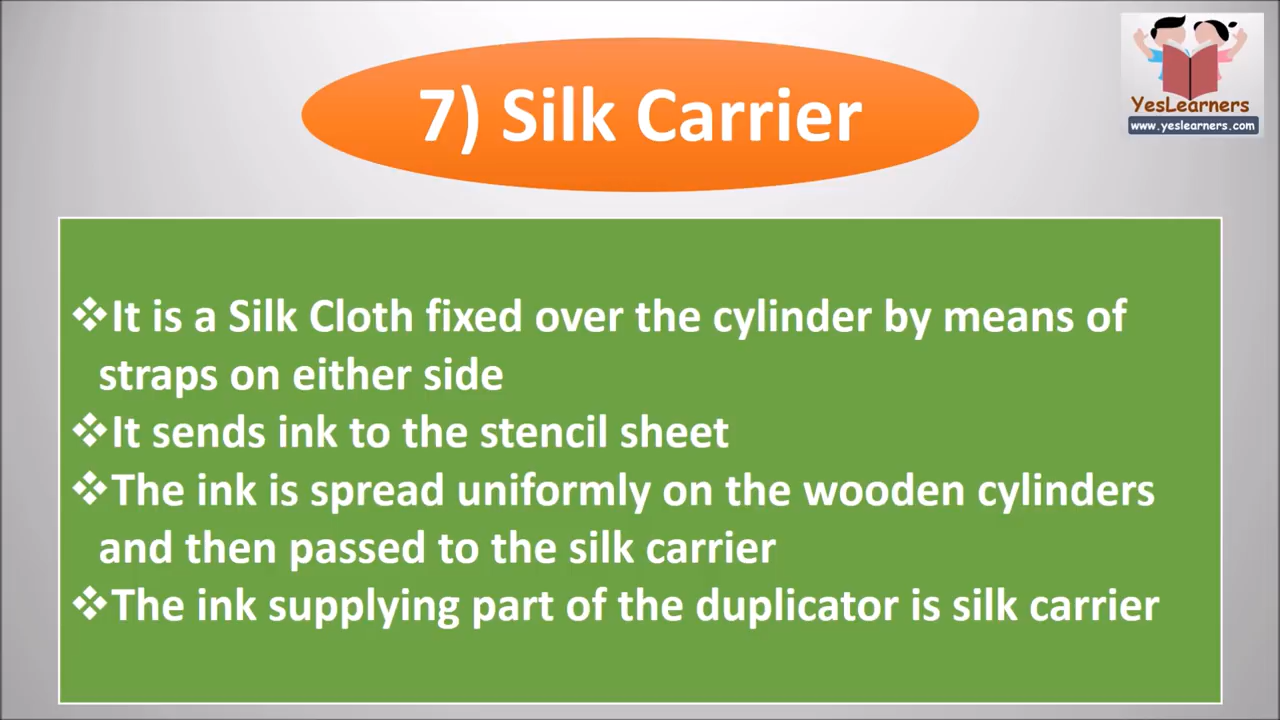 7) Silk Carrier
YesLearners
www.yeslearners.com
❖It is a Silk Cloth fixed over the cylinder by means of
straps on either side
❖It sends ink to the stencil sheet
❖The ink is spread uniformly on the wooden cylinders
and then passed to the silk carrier
❖The ink supplying part of the duplicator is silk carrier